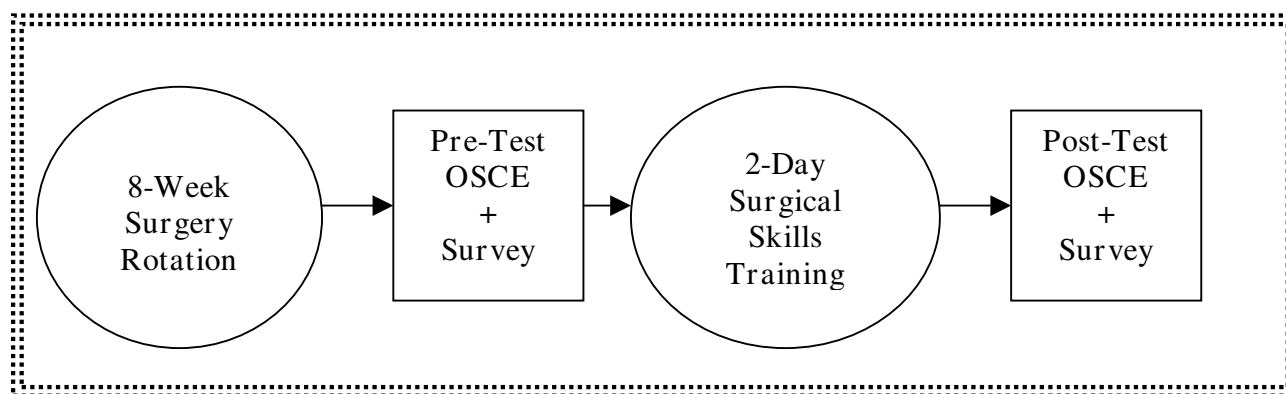 8-Week
Surgery
Rotation
Pre-Test
OSCE
+
Survey
2-Day
Surgical
Skills
Training
Post-Test
OSCE
+
Survey